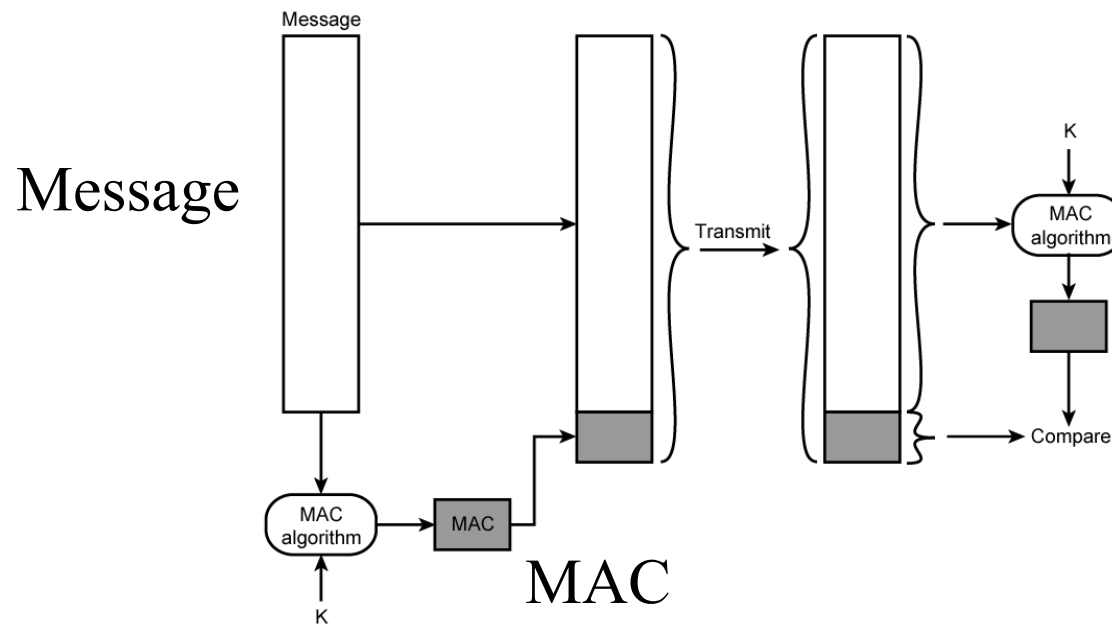 Message
Message
K
MAC
algorithm
Transmit
Compare
MAC
algorithm
MAC
K
MAC